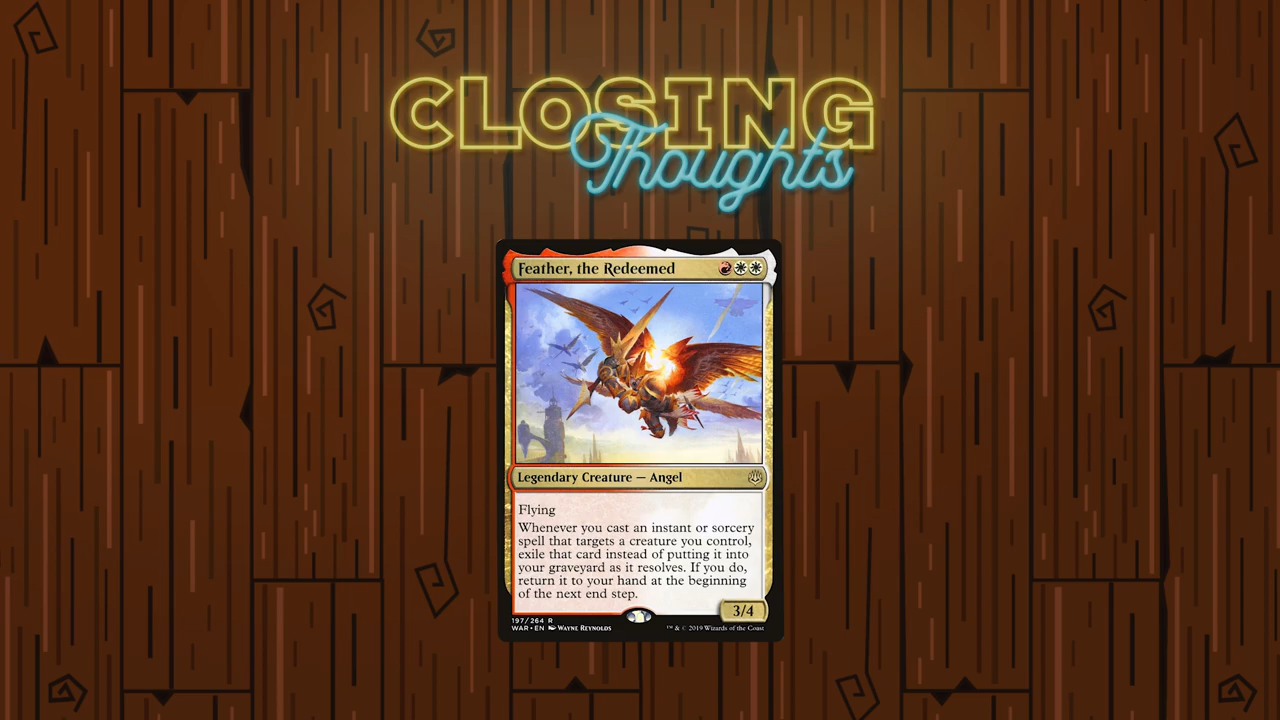 CLOSING
Thoughts
Feather, the Redeemed
Legendary Creature — Angel
Flying
Whenever you cast an instant or sorcery
spell that targets a creature you control,
exile that card instead of putting it into
your graveyard as it resolves. If you do,
return it to your hand at the beginning
of the next end step.
3/4
197/264 R
WAR • EN Wayne Reynolds
™ & © 2019 Wizards of the Coast